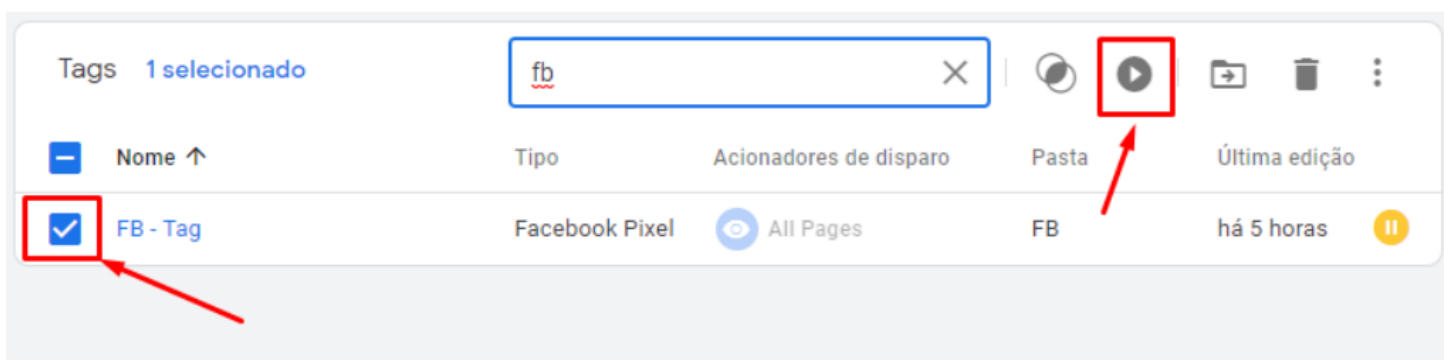 Tags 1 selecionado fb
Nome Tipo Acionadores de disparo Pasta Última edição
FB - Tag Facebook Pixel All Pages FB há 5 horas